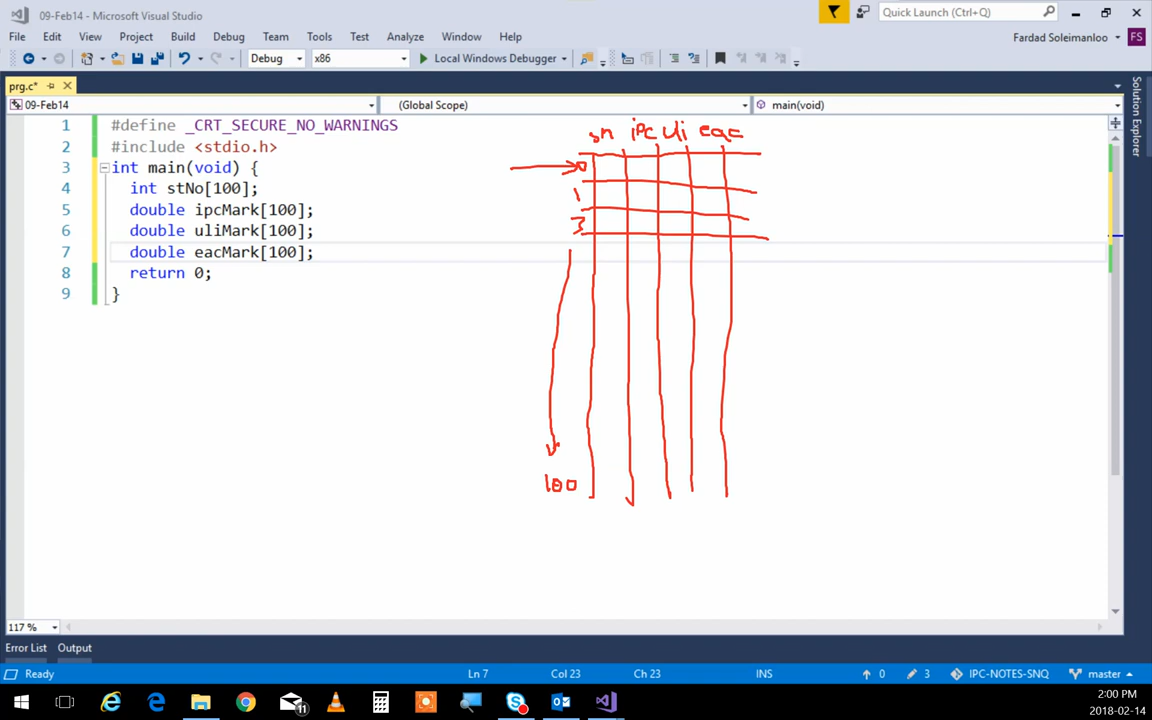 09-Feb14 - Microsoft Visual Studio
Quick Launch (Ctrl+Q)
File Edit View Project Build Debug Team Tools Test Analyze Window Help
Fardad Soleimanloo FS
Debug x86 Local Windows Debugger
prg.c*
09-Feb14 (Global Scope) main(void)
Solution Explorer
1 #define _CRT_SECURE_NO_WARNINGS
2 #include <stdio.h>
3 int main(void) {
4 int stNo[100];
5 double ipcMark[100];
6 double uliMark[100];
7 double eacMark[100];
8 return 0;
9 }
sn ipc uli eac
0
1
3
100
117 %
Error List Output
Ready Ln 7 Col 23 Ch 23 INS 0 3 IPC-NOTES-SNQ master
11
2:00 PM
2018-02-14